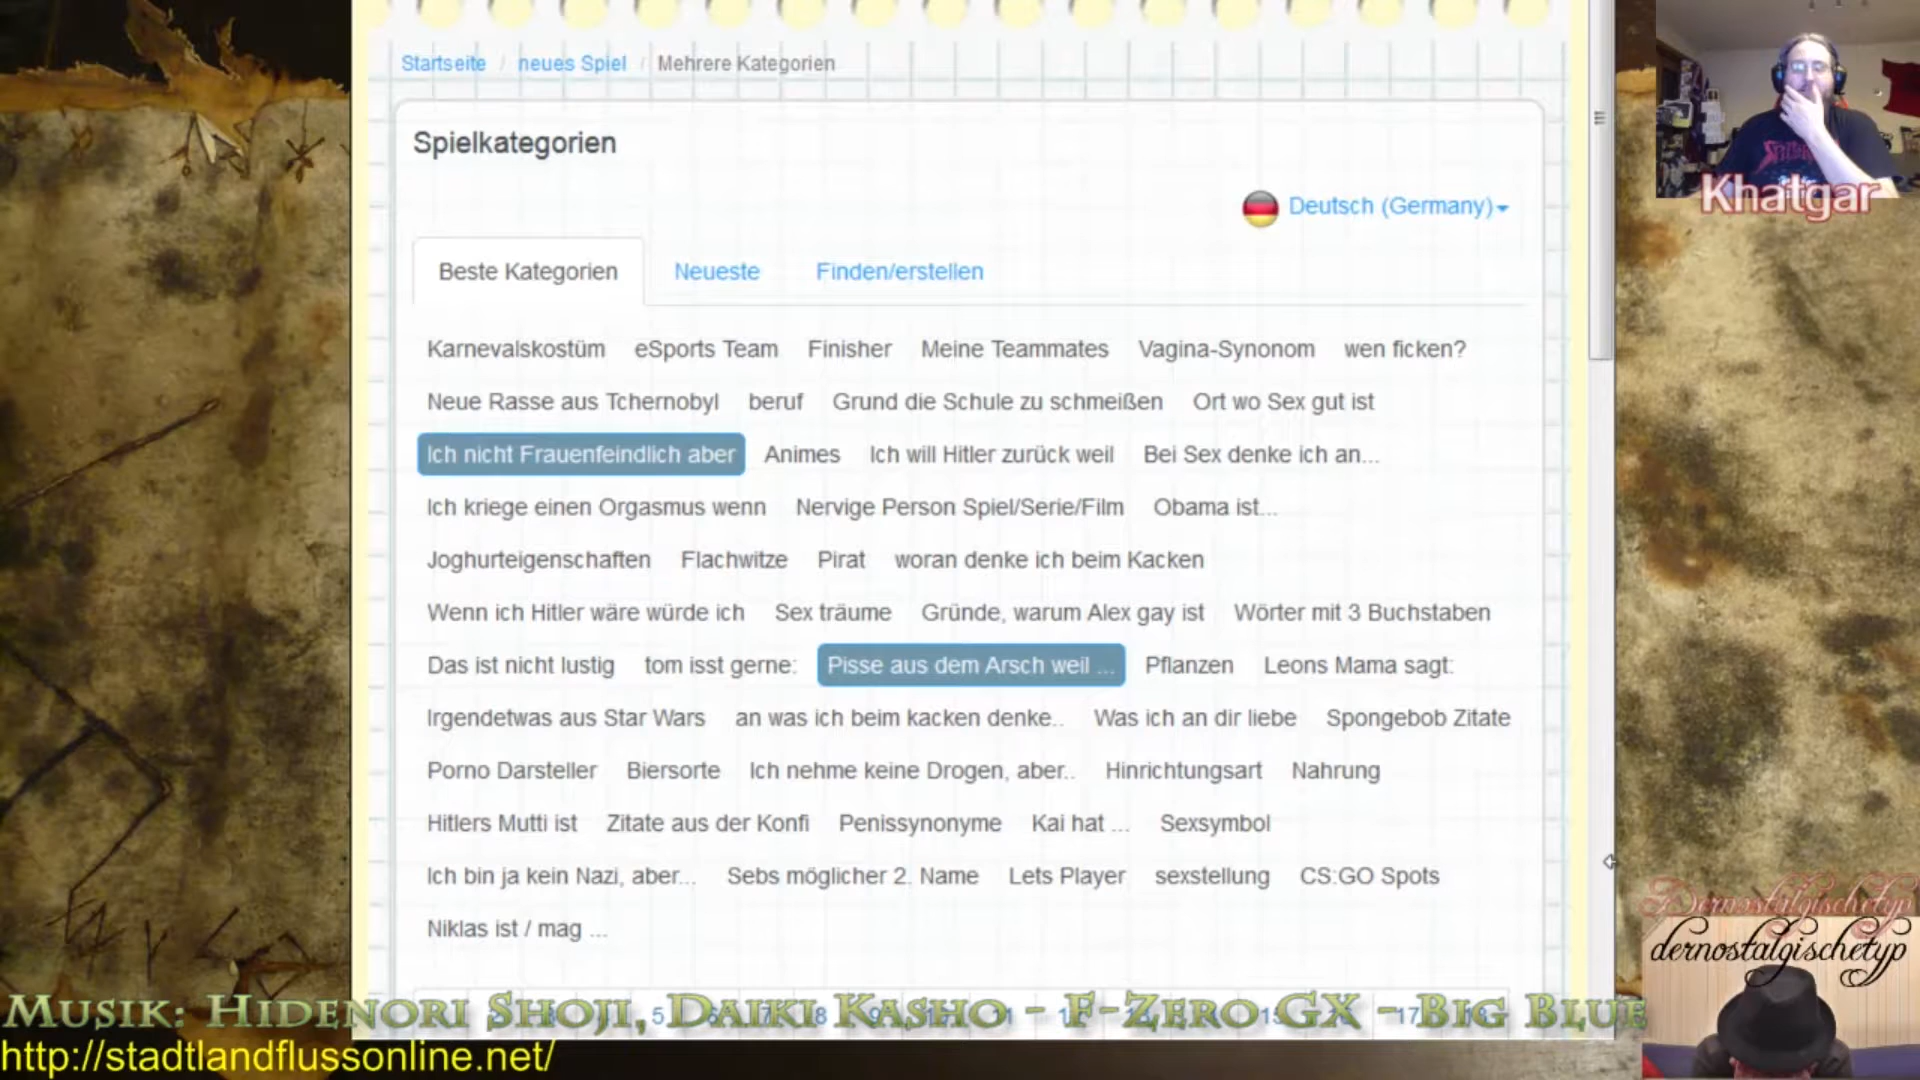 Startseite / neues Spiel / Mehrere Kategorien
Spielkategorien
Deutsch (Germany)
Beste Kategorien Neueste Finden/erstellen
Karnevalskostüm eSports Team Finisher Meine Teammates Vagina-Synonom wen ficken?
Neue Rasse aus Tchernobyl beruf Grund die Schule zu schmeißen Ort wo Sex gut ist
Ich nicht Frauenfeindlich aber Animes Ich will Hitler zurück weil Bei Sex denke ich an...
Ich kriege einen Orgasmus wenn Nervige Person Spiel/Serie/Film Obama ist...
Joghurteigenschaften Flachwitze Pirat woran denke ich beim Kacken
Wenn ich Hitler wäre würde ich Sex träume Gründe, warum Alex gay ist Wörter mit 3 Buchstaben
Das ist nicht lustig tom isst gerne: Pisse aus dem Arsch weil ... Pflanzen Leons Mama sagt:
Irgendetwas aus Star Wars an was ich beim kacken denke.. Was ich an dir liebe Spongebob Zitate
Porno Darsteller Biersorte Ich nehme keine Drogen, aber.. Hinrichtungsart Nahrung
Hitlers Mutti ist Zitate aus der Konfi Penissynonyme Kai hat ... Sexsymbol
Ich bin ja kein Nazi, aber... Sebs möglicher 2. Name Lets Player sexstellung CS:GO Spots
Niklas ist / mag ...
Khatgar
Dernostalgischetyp
dernostalgischetyp
Musik: Hidenori Shoji, Daiki Kasho - F-Zero GX - Big Blue
http://stadtlandflussonline.net/